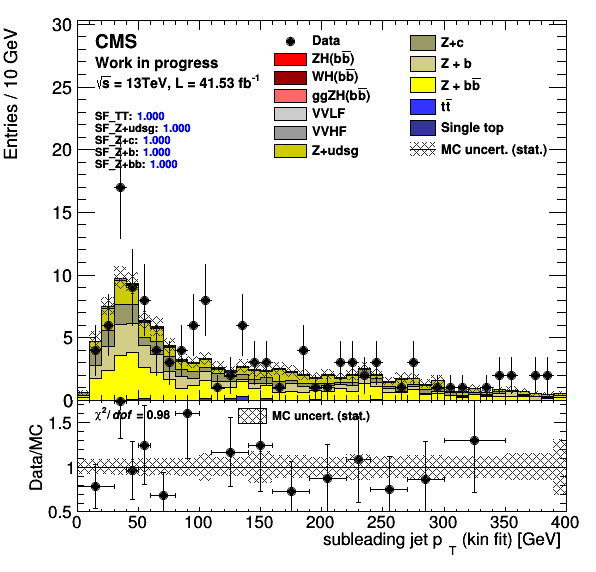 Entries / 10 GeV
30
25
20
15
10
5
0
CMS
Work in progress
√s = 13TeV, L = 41.53 fb⁻¹
SF_TT: 1.000
SF_Z+udsg: 1.000
SF_Z+c: 1.000
SF_Z+b: 1.000
SF_Z+bb: 1.000
Data
ZH(bb̅)
WH(bb̅)
ggZH(bb̅)
VVLF
VVHF
Z+udsg
Z+c
Z + b
Z + bb̅
tt̅
Single top
MC uncert. (stat.)
Data/MC
1.5
1
0.5
χ²/dof = 0.98
MC uncert. (stat.)
0 50 100 150 200 250 300 350 400
subleading jet p_T (kin fit) [GeV]